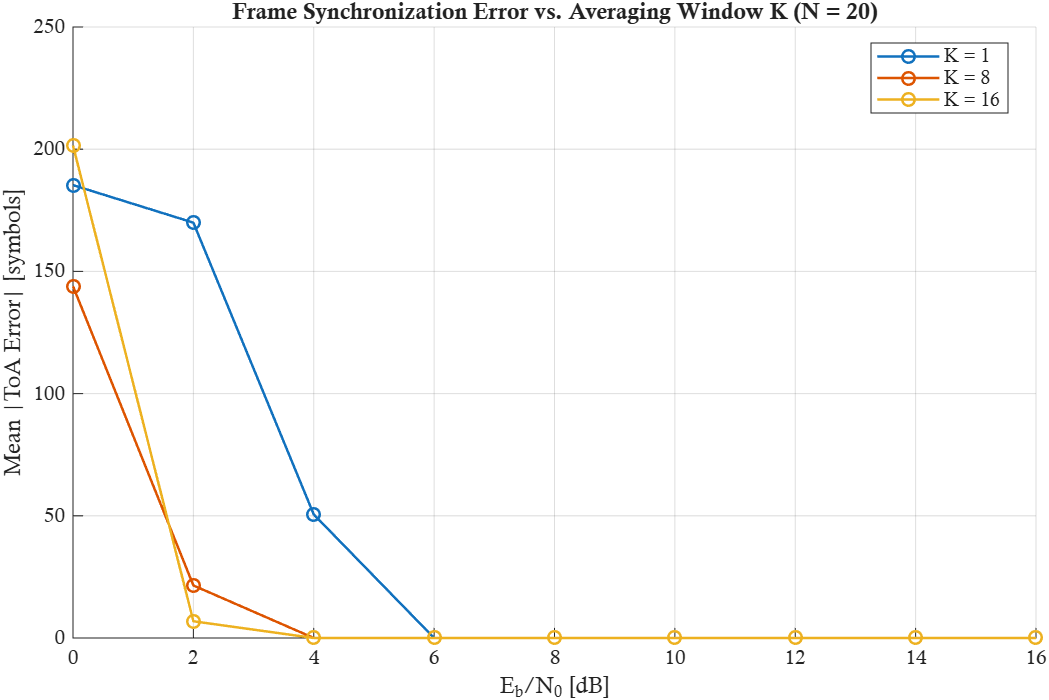 Frame Synchronization Error vs. Averaging Window K (N = 20)
250
200
150
100
50
0
Mean |ToA Error| [symbols]
K = 1
K = 8
K = 16
0 2 4 6 8 10 12 14 16
E_b/N_0 [dB]